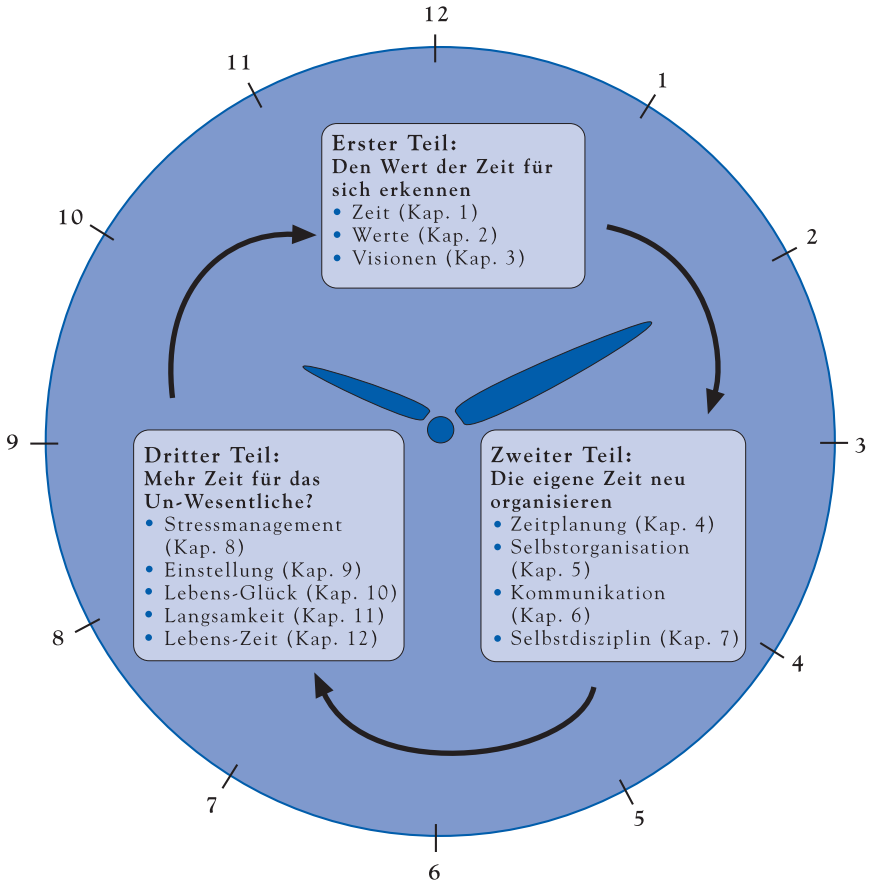 12
11
1
10
2
Erster Teil:
Den Wert der Zeit für
sich erkennen
• Zeit (Kap. 1)
• Werte (Kap. 2)
• Visionen (Kap. 3)
9
3
Dritter Teil:
Mehr Zeit für das
Un-Wesentliche?
• Stressmanagement
(Kap. 8)
• Einstellung (Kap. 9)
• Lebens-Glück (Kap. 10)
• Langsamkeit (Kap. 11)
• Lebens-Zeit (Kap. 12)
Zweiter Teil:
Die eigene Zeit neu
organisieren
• Zeitplanung (Kap. 4)
• Selbstorganisation
(Kap. 5)
• Kommunikation
(Kap. 6)
• Selbstdisziplin (Kap. 7)
8
4
7
5
6